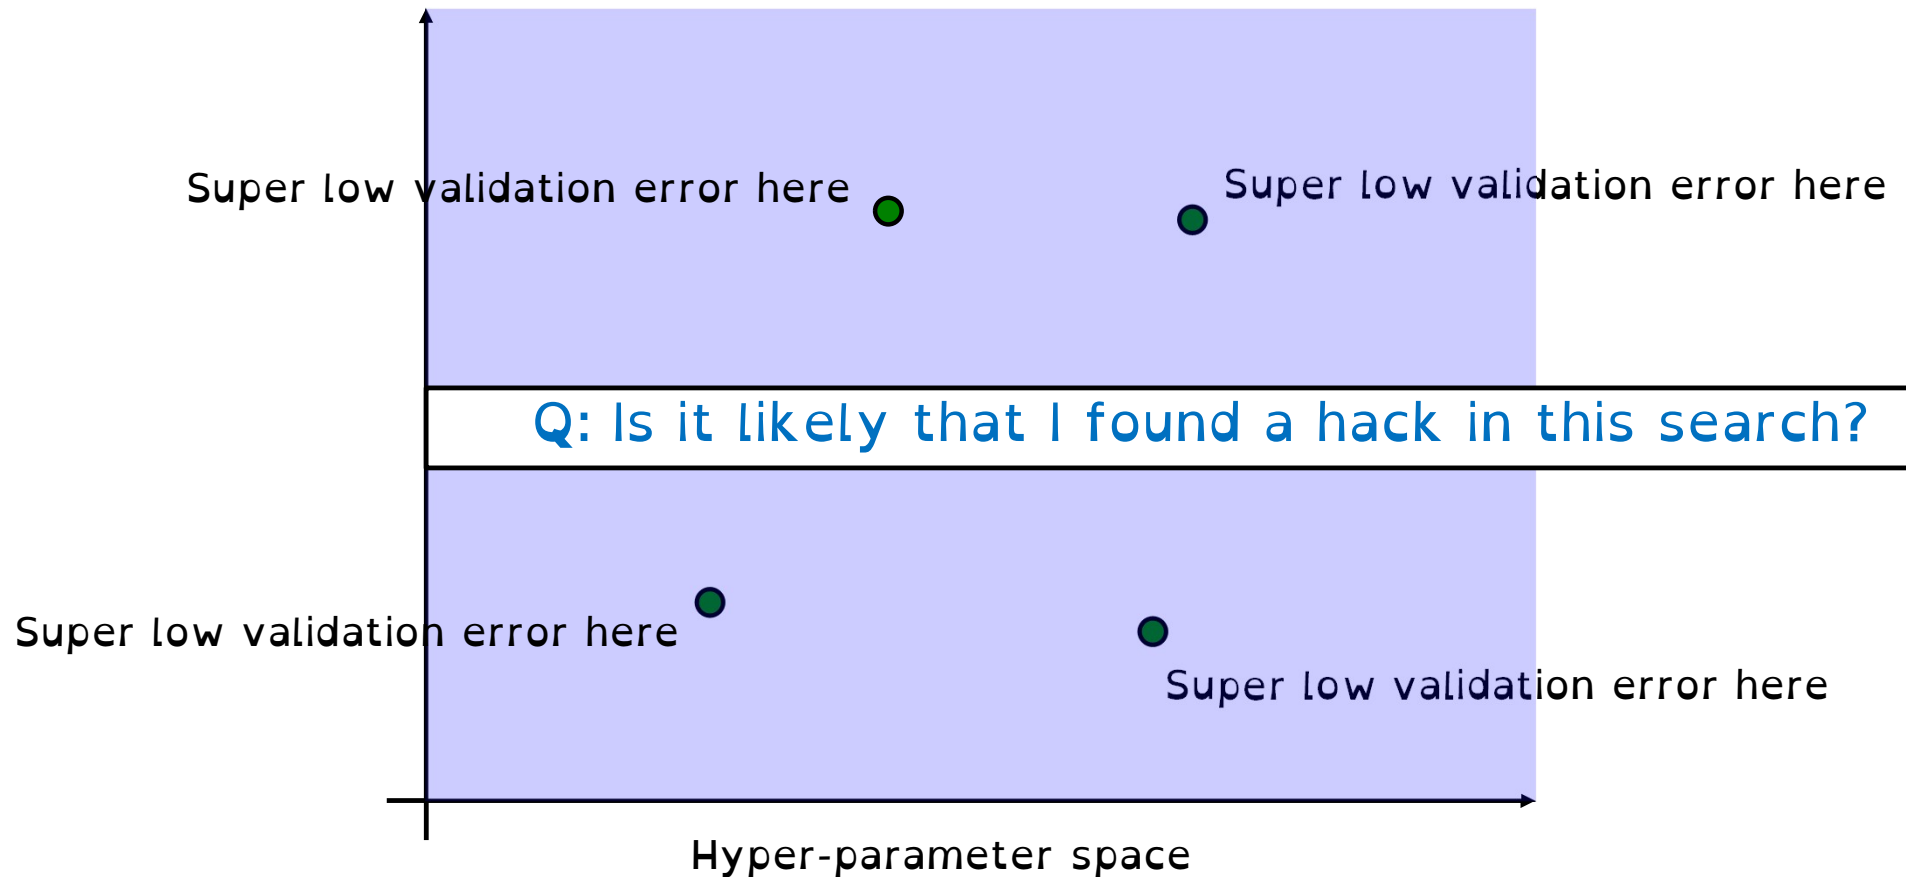 Super low validation error here
Super low validation error here
Q: Is it likely that I found a hack in this search?
Super low validation error here
Super low validation error here
Hyper-parameter space